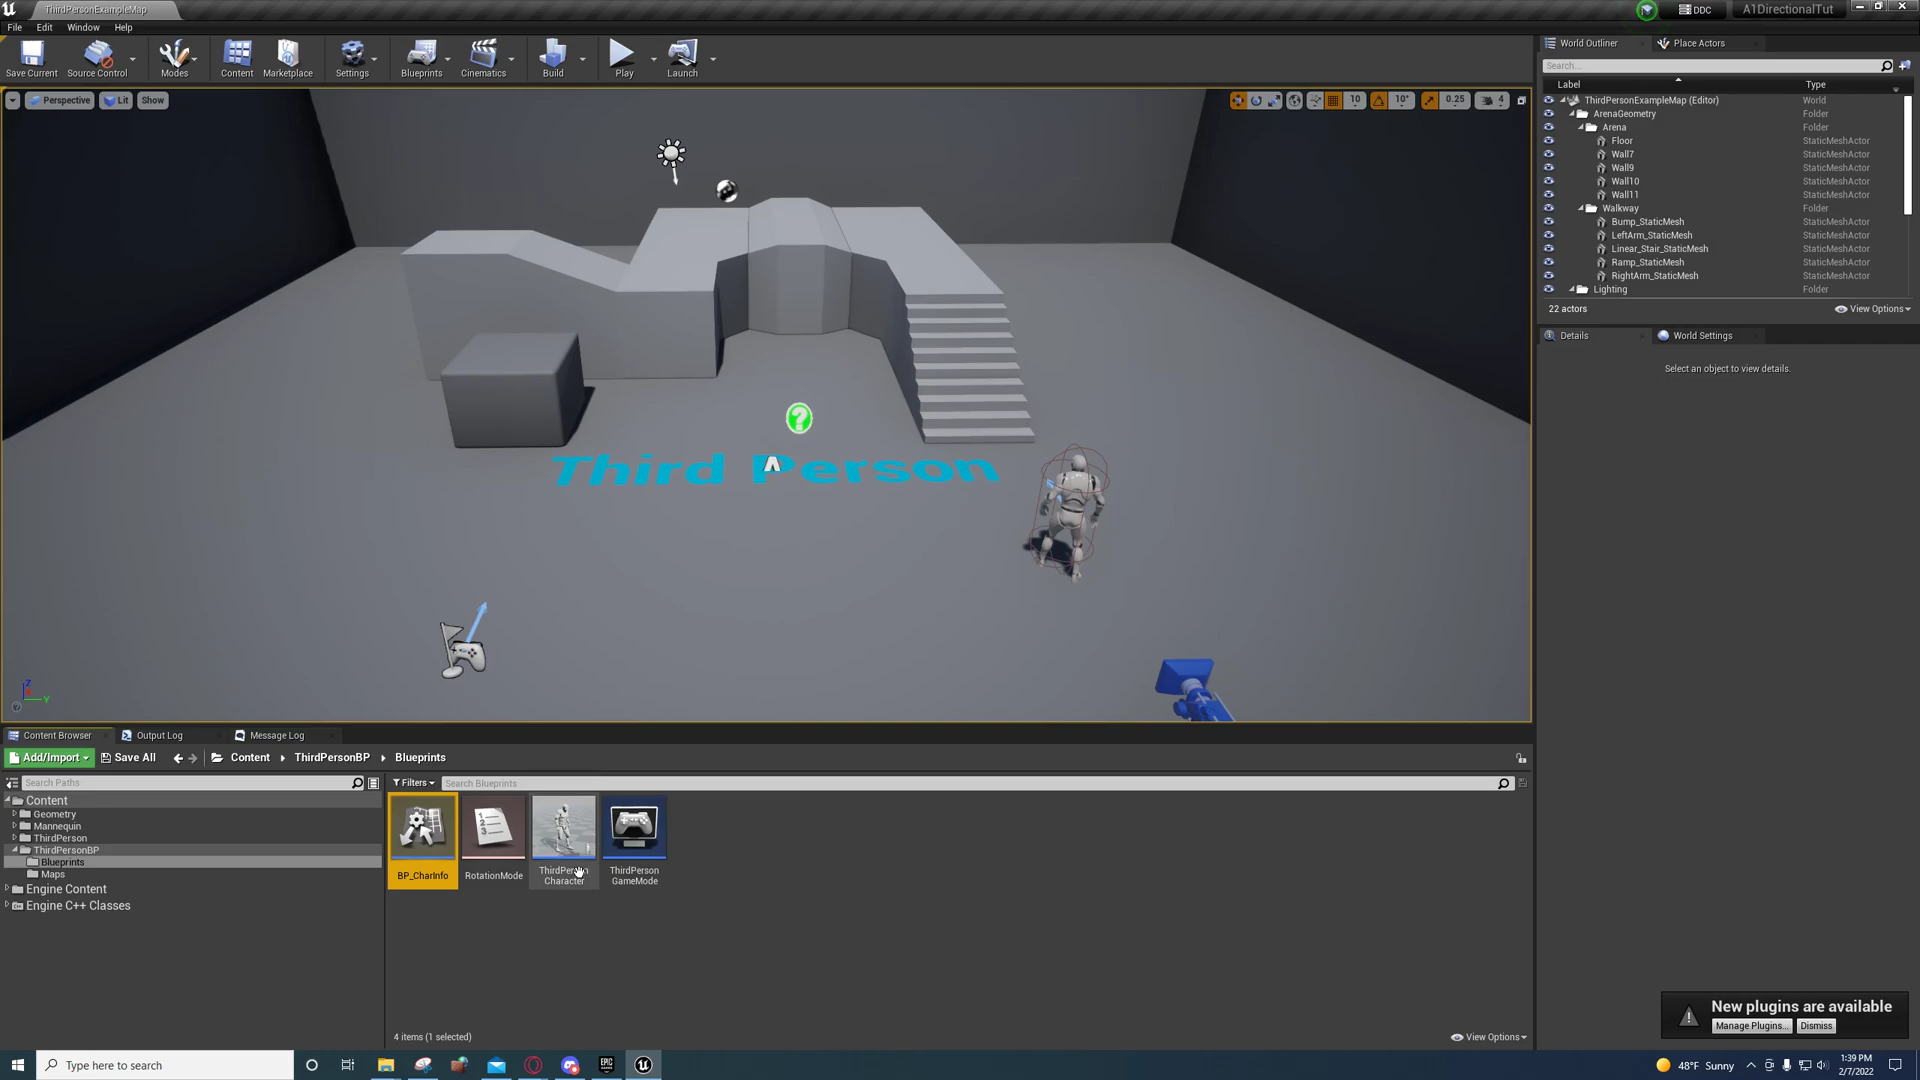 ThirdPersonExampleMap
DDC
A1DirectionalTut
File Edit Window Help
Save Current
Source Control
Modes
Content
Marketplace
Settings
Blueprints
Cinematics
Build
Play
Launch
Perspective Lit Show
10 10° 0.25 4
Third Person
World Outliner
Place Actors
Search...
Label Type
ThirdPersonExampleMap (Editor) World
ArenaGeometry Folder
Arena Folder
Floor StaticMeshActor
Wall7 StaticMeshActor
Wall9 StaticMeshActor
Wall10 StaticMeshActor
Wall11 StaticMeshActor
Walkway Folder
Bump_StaticMesh StaticMeshActor
LeftArm_StaticMesh StaticMeshActor
Linear_Stair_StaticMesh StaticMeshActor
Ramp_StaticMesh StaticMeshActor
RightArm_StaticMesh StaticMeshActor
Lighting Folder
22 actors View Options
Details
World Settings
Select an object to view details.
Content Browser
Output Log
Message Log
Add/Import Save All Content ThirdPersonBP Blueprints
Search Paths
Filters Search Blueprints
Content
Geometry
Mannequin
ThirdPerson
ThirdPersonBP
Blueprints
Maps
Engine Content
Engine C++ Classes
BP_CharInfo
RotationMode
ThirdPerson
Character
ThirdPerson
GameMode
4 items (1 selected) View Options
New plugins are available
Manage Plugins... Dismiss
Type here to search
EPIC
GAMES
48°F Sunny
1:39 PM
2/7/2022